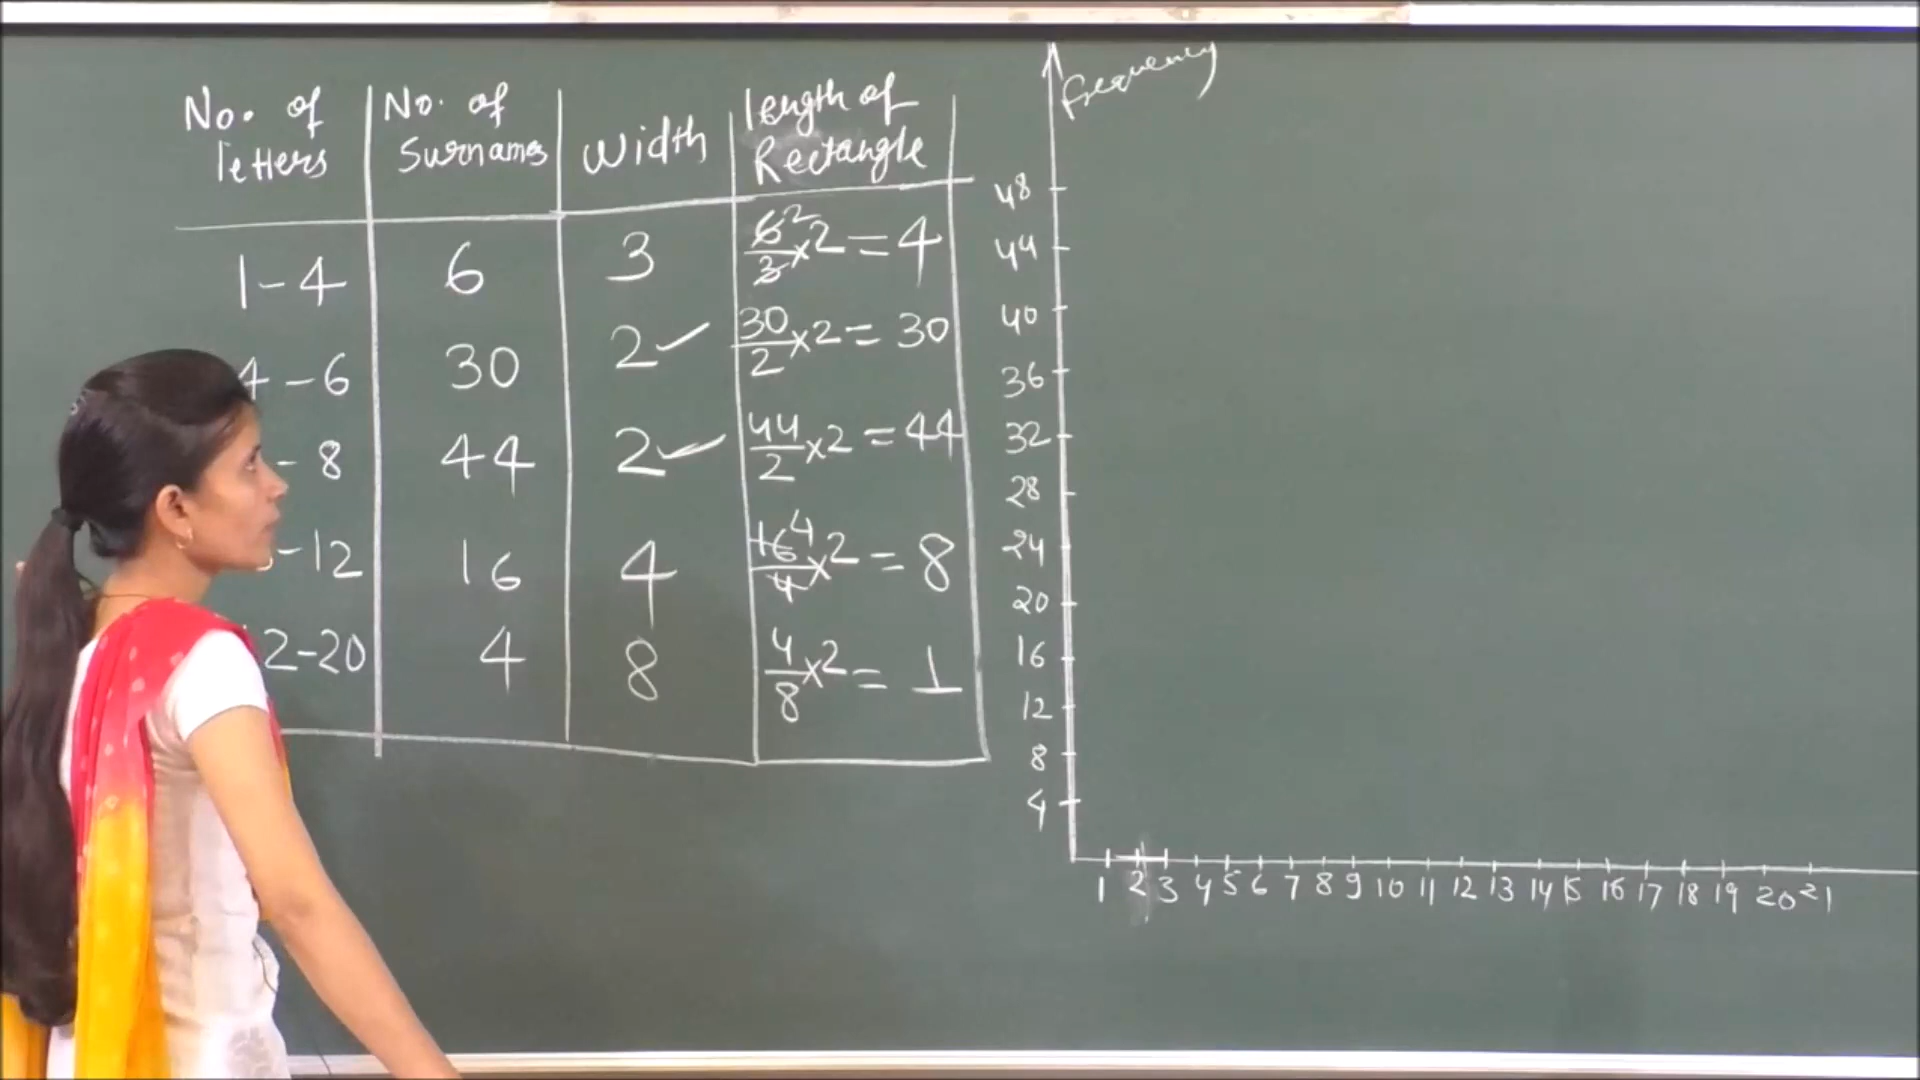 No. of letters
No. of Surnames
Width
length of Rectangle
1-4 6 3 6/3 2 x2 = 4
4-6 30 2 ✓ 30/2 x2 = 30
-8 44 2 ✓ 44/2 x2 = 44
-12 16 4 16/4 4 x2 = 8
2-20 4 8 4/8 x2 = 1
frequency
48
44
40
36
32
28
24
20
16
12
8
4
1 2 3 4 5 6 7 8 9 10 11 12 13 14 15 16 17 18 19 20 21